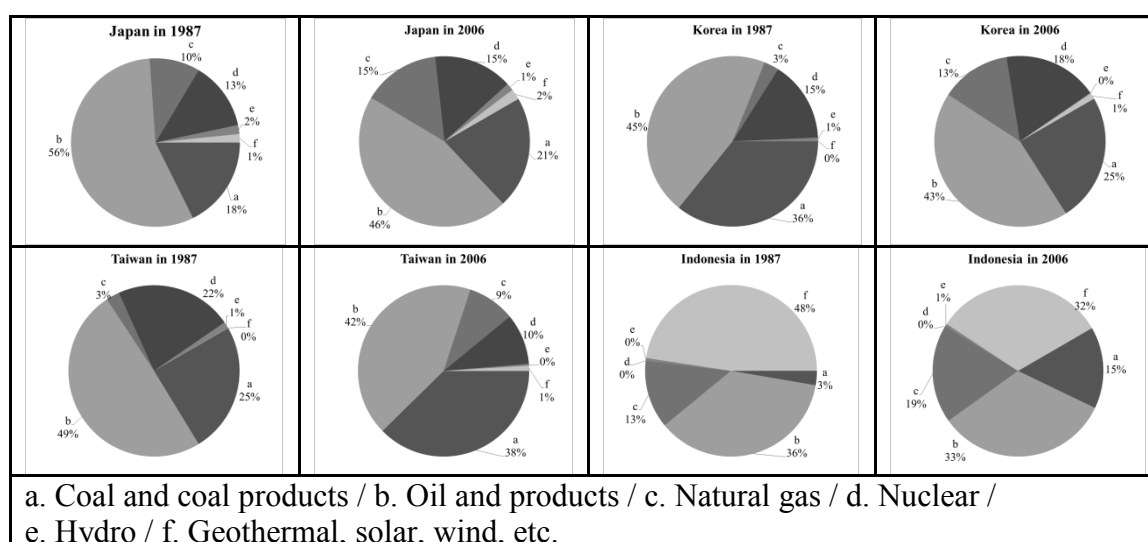 Japan in 1987
c
10%
d
13%
e
2%
f
1%
a
18%
b
56%
Japan in 2006
c
15%
d
15%
e
1%
f
2%
a
21%
b
46%
Korea in 1987
c
3%
d
15%
e
1%
f
0%
a
36%
b
45%
Korea in 2006
c
13%
d
18%
e
0%
f
1%
a
25%
b
43%
Taiwan in 1987
c
3%
d
22%
e
1%
f
0%
a
25%
b
49%
Taiwan in 2006
c
9%
d
10%
e
0%
f
1%
a
38%
b
42%
Indonesia in 1987
f
48%
e
0%
d
0%
a
3%
c
13%
b
36%
Indonesia in 2006
e
1%
d
0%
f
32%
a
15%
c
19%
b
33%
a. Coal and coal products / b. Oil and products / c. Natural gas / d. Nuclear /
e. Hydro / f. Geothermal, solar, wind, etc.